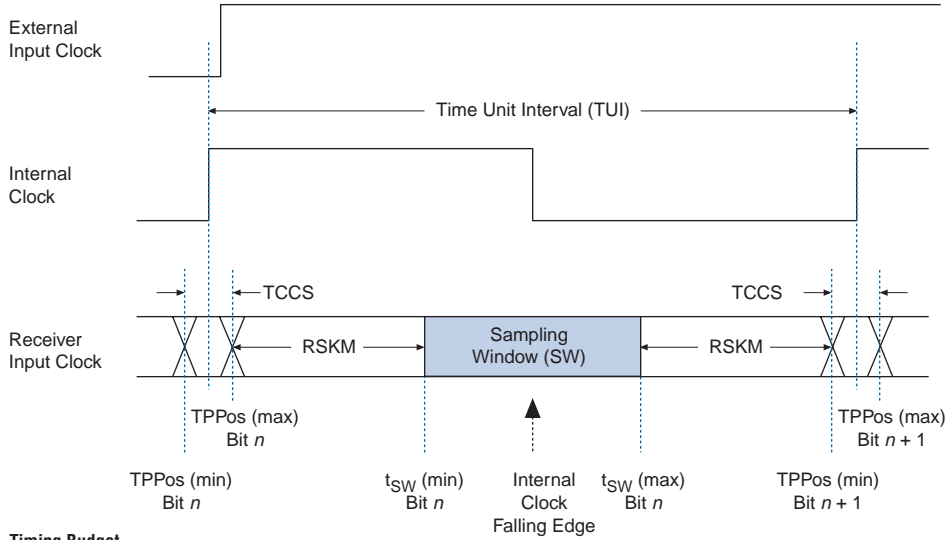 External
Input Clock
Time Unit Interval (TUI)
Internal
Clock
TCCS
TCCS
Receiver
Input Clock
RSKM
Sampling
Window (SW)
RSKM
TPPos (max)
Bit n
TPPos (max)
Bit n + 1
TPPos (min)
Bit n
tSW (min)
Bit n
Internal
Clock
Falling Edge
tSW (max)
Bit n
TPPos (min)
Bit n + 1
Timing Budget